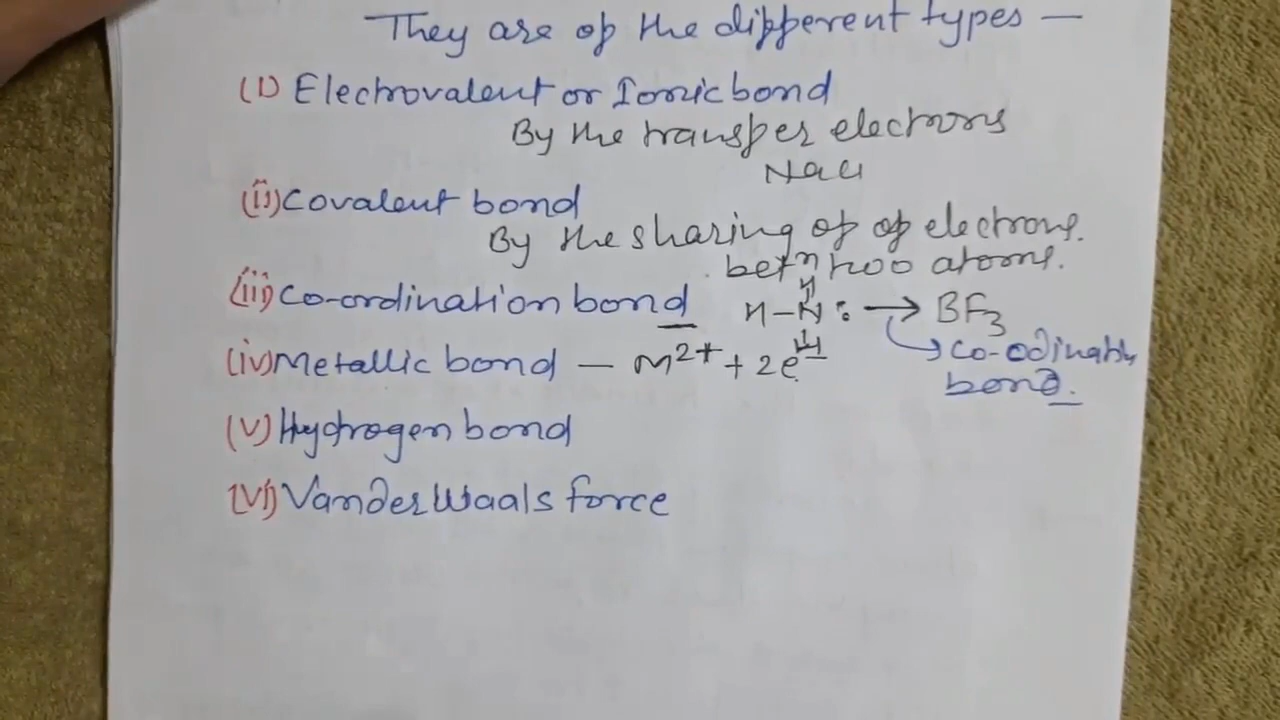 They are of the different types —
(i) Electrovalent or Ionic bond
By the transfer electrons
NaCl
(ii) Covalent bond
By the sharing of of electrons.
betn two atoms.
(iii) Co-ordination bond
H
H–N: → BF3
H
Co-odinately
bond.
(iv) Metallic bond — M2+ + 2e–
(v) Hydrogen bond
(vi) Vander Waals force